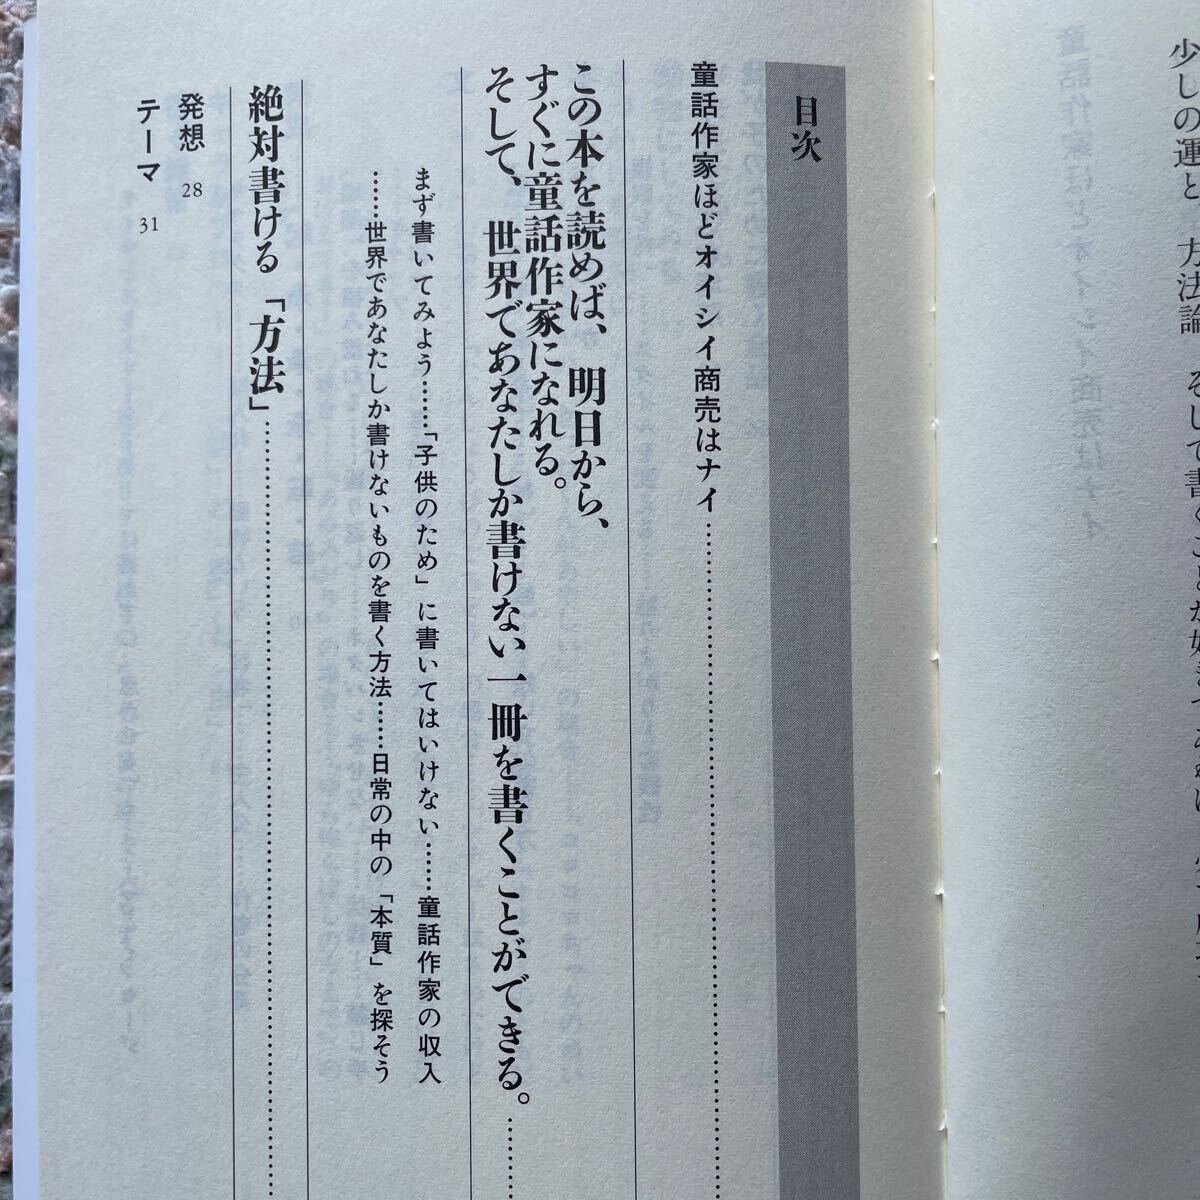 少しの運と、方法論、そして書くことが好き
目次
童話作家ほどオイシイ商売はナイ……………………
この本を読めば、明日から、
すぐに童話作家になれる。
そして、世界であなたしか書けない一冊を書くことができる。……
まず書いてみよう……「子供のため」に書いてはいけない……童話作家の収入
……世界であなたしか書けないものを書く方法……日常の中の「本質」を探そう
絶対書ける「方法」……………………
発想 28
テーマ 31